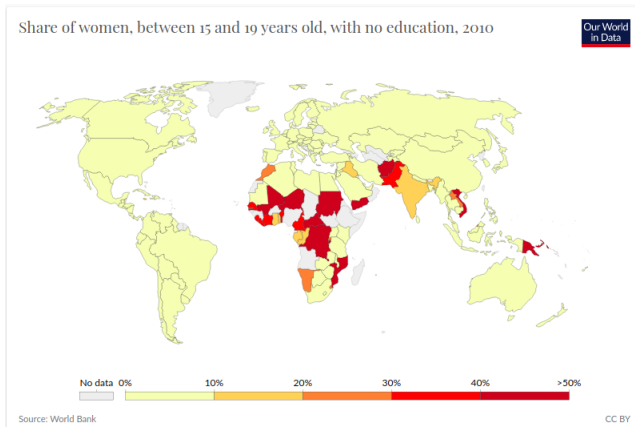 Share of women, between 15 and 19 years old, with no education, 2010
Our World
in Data
No data 0% 10% 20% 30% 40% >50%
Source: World Bank
CC BY